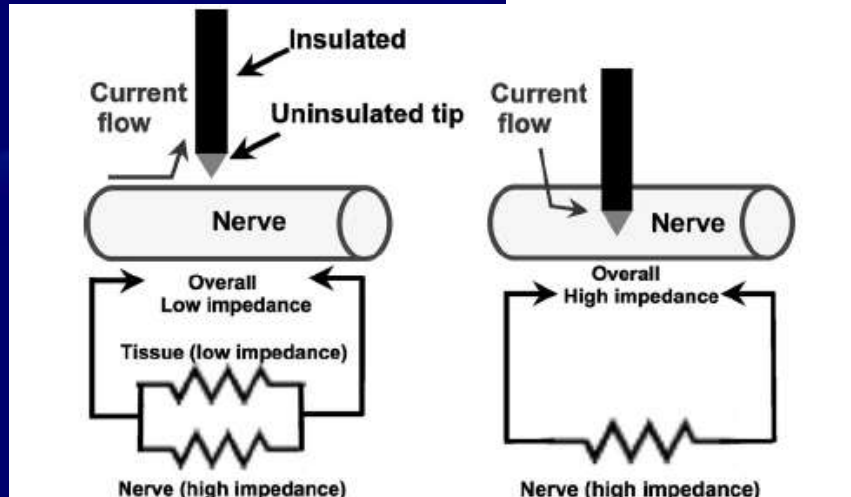 Insulated
Current
flow
Uninsulated tip
Nerve
Overall
Low impedance
Tissue (low impedance)
Nerve (high impedance)
Current
flow
Nerve
Overall
High impedance
Nerve (high impedance)